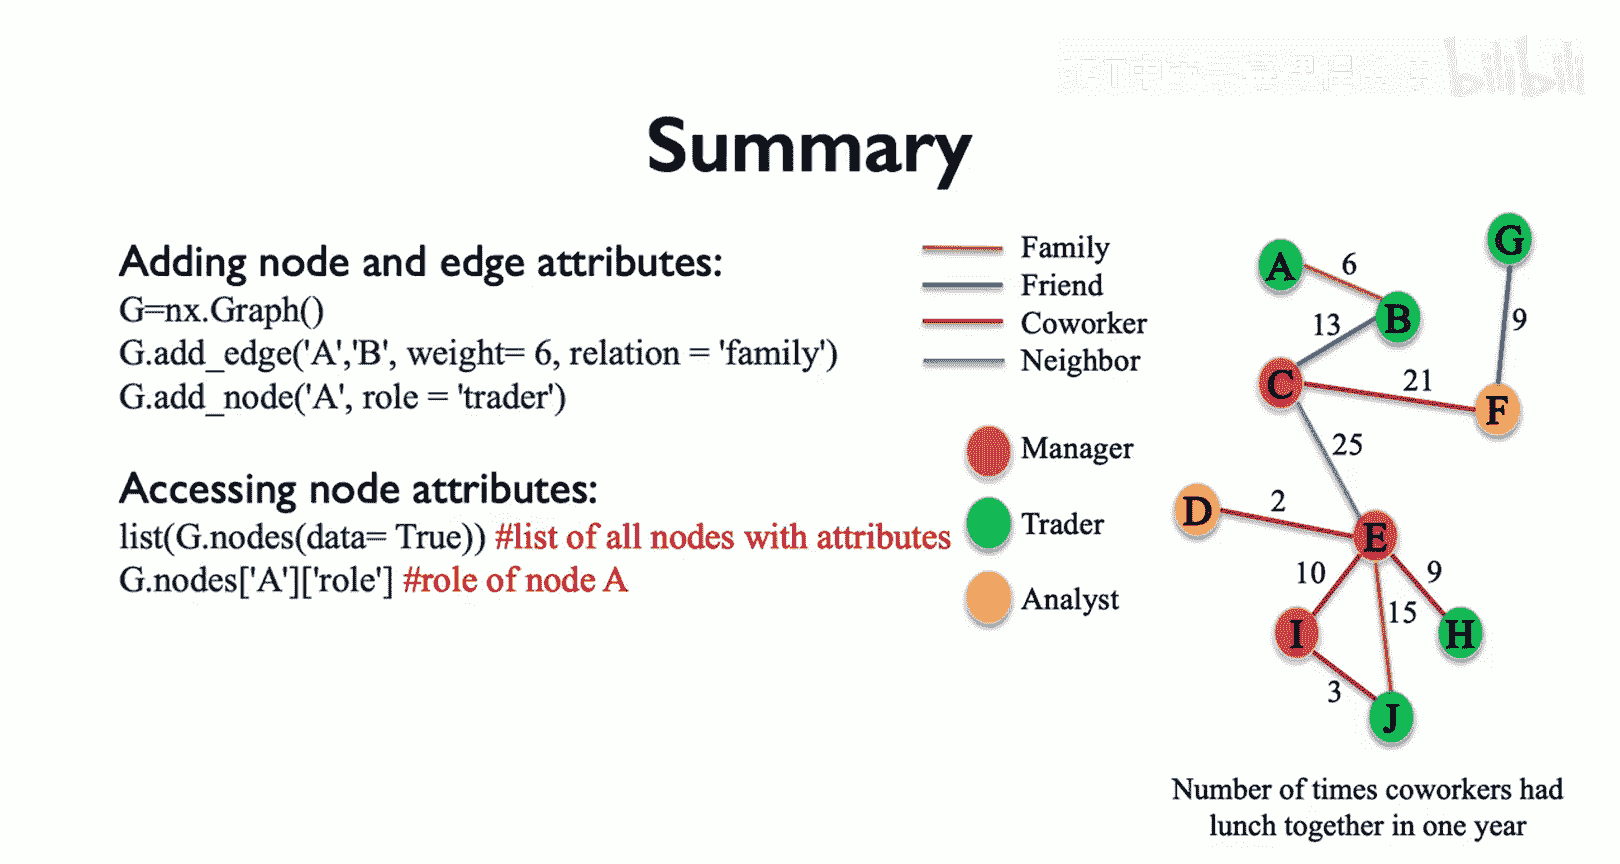 bilibili
Summary
Adding node and edge attributes:
G=nx.Graph()
G.add_edge('A','B', weight= 6, relation = 'family')
G.add_node('A', role = 'trader')
Accessing node attributes:
list(G.nodes(data= True)) #list of all nodes with attributes
G.nodes['A']['role'] #role of node A
Family
Friend
Coworker
Neighbor
Manager
Trader
Analyst
G
A
6
B
9
13
C
21
F
25
D
2
E
10
9
15
I
H
3
J
Number of times coworkers had
lunch together in one year